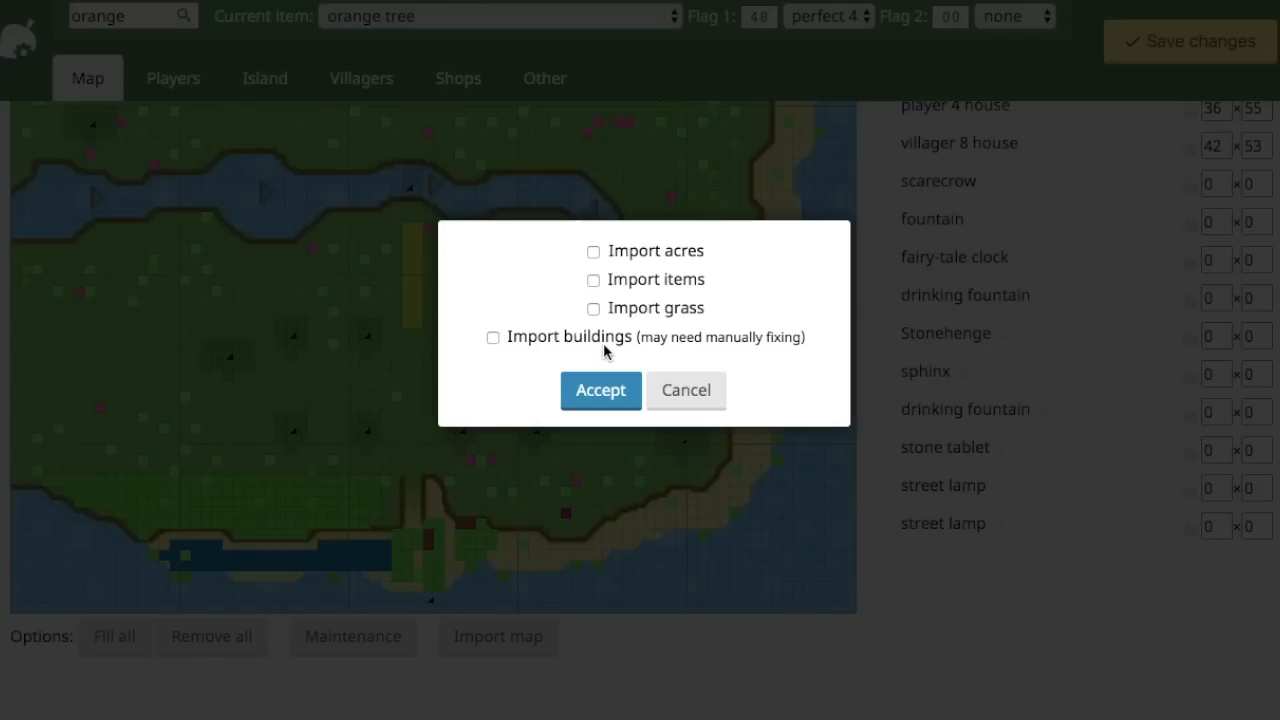 orange Current item: orange tree Flag 1: 48 perfect 4 Flag 2: 00 none
✓ Save changes
Map Players Island Villagers Shops Other
player 4 house 36 × 55
villager 8 house 42 × 53
scarecrow 0 × 0
fountain 0 × 0
fairy-tale clock 0 × 0
drinking fountain 0 × 0
Stonehenge 0 × 0
sphinx 0 × 0
drinking fountain 0 × 0
stone tablet 0 × 0
street lamp 0 × 0
street lamp 0 × 0
Import acres
Import items
Import grass
Import buildings (may need manually fixing)
Accept Cancel
Options: Fill all Remove all Maintenance Import map